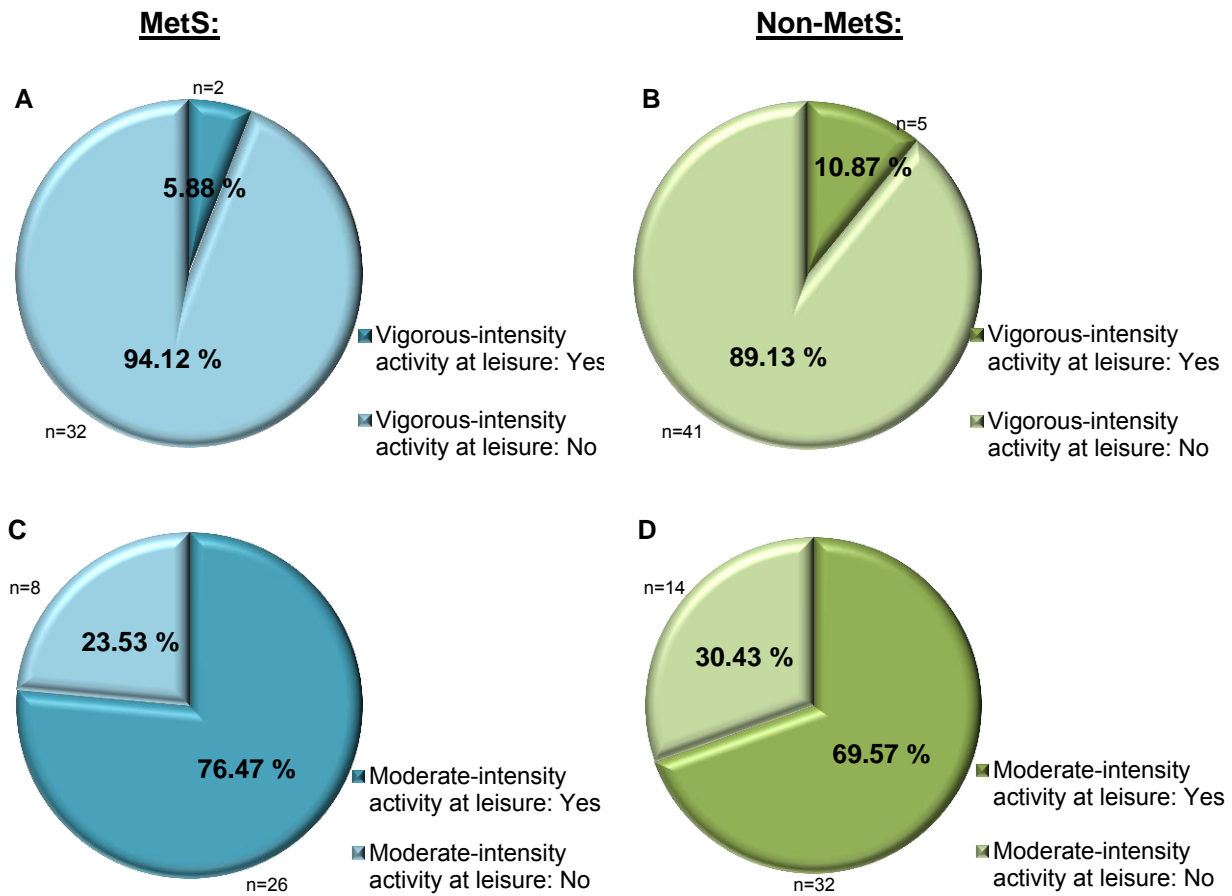 MetS:
Non-MetS:
A
n=2
5.88 %
94.12 %
n=32
Vigorous-intensity
activity at leisure: Yes
Vigorous-intensity
activity at leisure: No
B
n=5
10.87 %
89.13 %
n=41
Vigorous-intensity
activity at leisure: Yes
Vigorous-intensity
activity at leisure: No
C
n=8
23.53 %
76.47 %
n=26
Moderate-intensity
activity at leisure: Yes
Moderate-intensity
activity at leisure: No
D
n=14
30.43 %
69.57 %
n=32
Moderate-intensity
activity at leisure: Yes
Moderate-intensity
activity at leisure: No